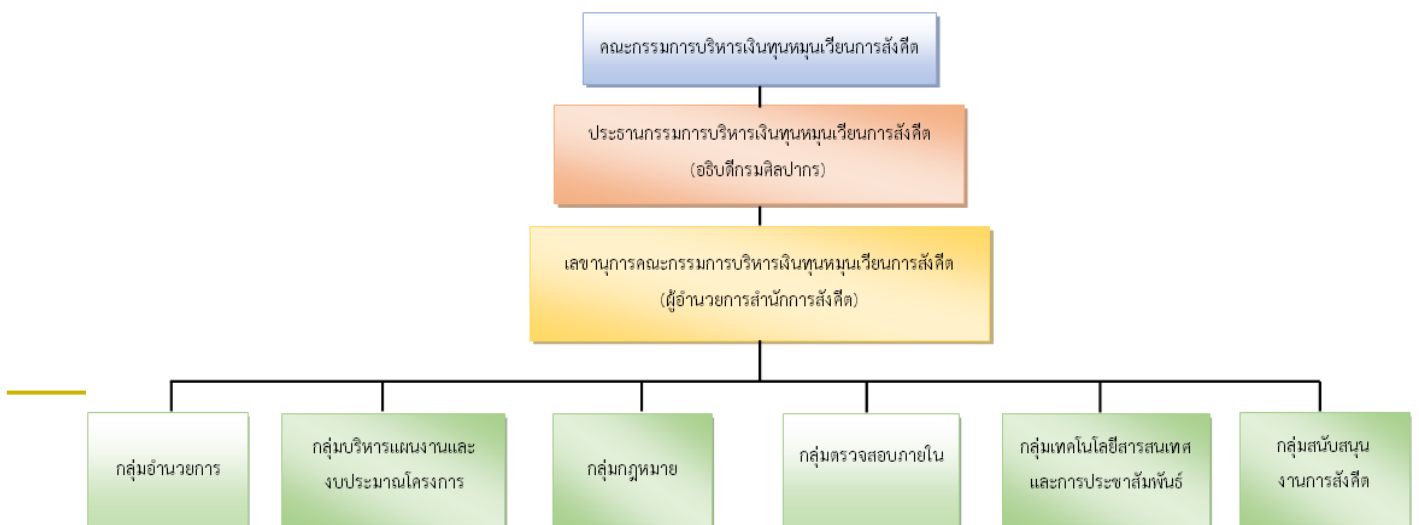 คณะกรรมการบริหารเงินทุนหมุนเวียนการสังคีต
ประธานกรรมการบริหารเงินทุนหมุนเวียนการสังคีต
(อธิบดีกรมศิลปากร)
เลขานุการคณะกรรมการบริหารเงินทุนหมุนเวียนการสังคีต
(ผู้อำนวยการสำนักการสังคีต)
กลุ่มอำนวยการ
กลุ่มบริหารแผนงานและ
งบประมาณโครงการ
กลุ่มกฎหมาย
กลุ่มตรวจสอบภายใน
กลุ่มเทคโนโลยีสารสนเทศ
และการประชาสัมพันธ์
กลุ่มสนับสนุน
งานการสังคีต